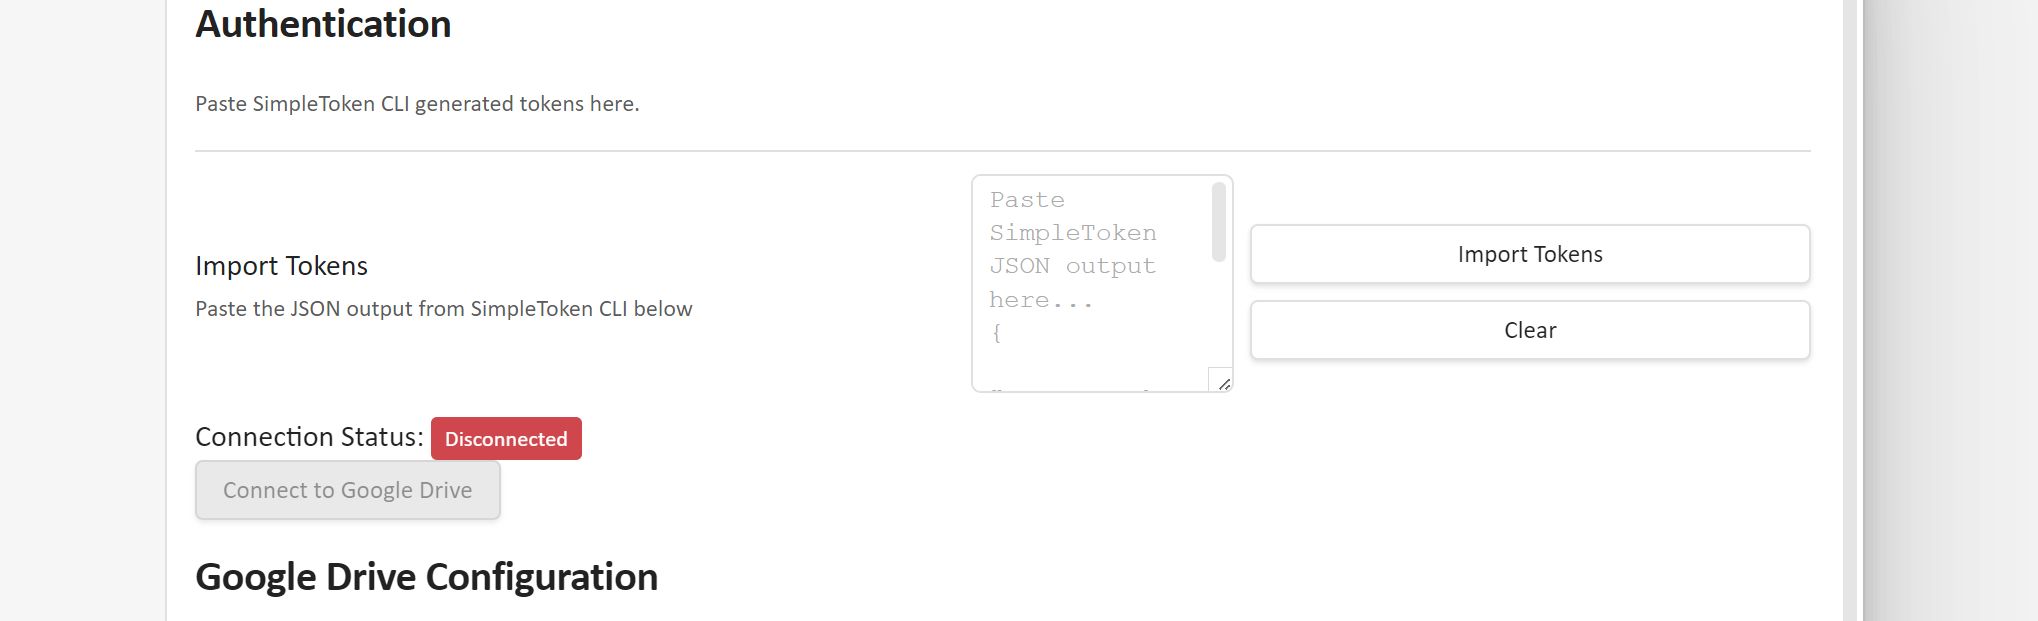 Authentication
Paste SimpleToken CLI generated tokens here.
Import Tokens
Paste the JSON output from SimpleToken CLI below
Paste
SimpleToken
JSON output
here...
{
Import Tokens
Clear
Connection Status: Disconnected
Connect to Google Drive
Google Drive Configuration